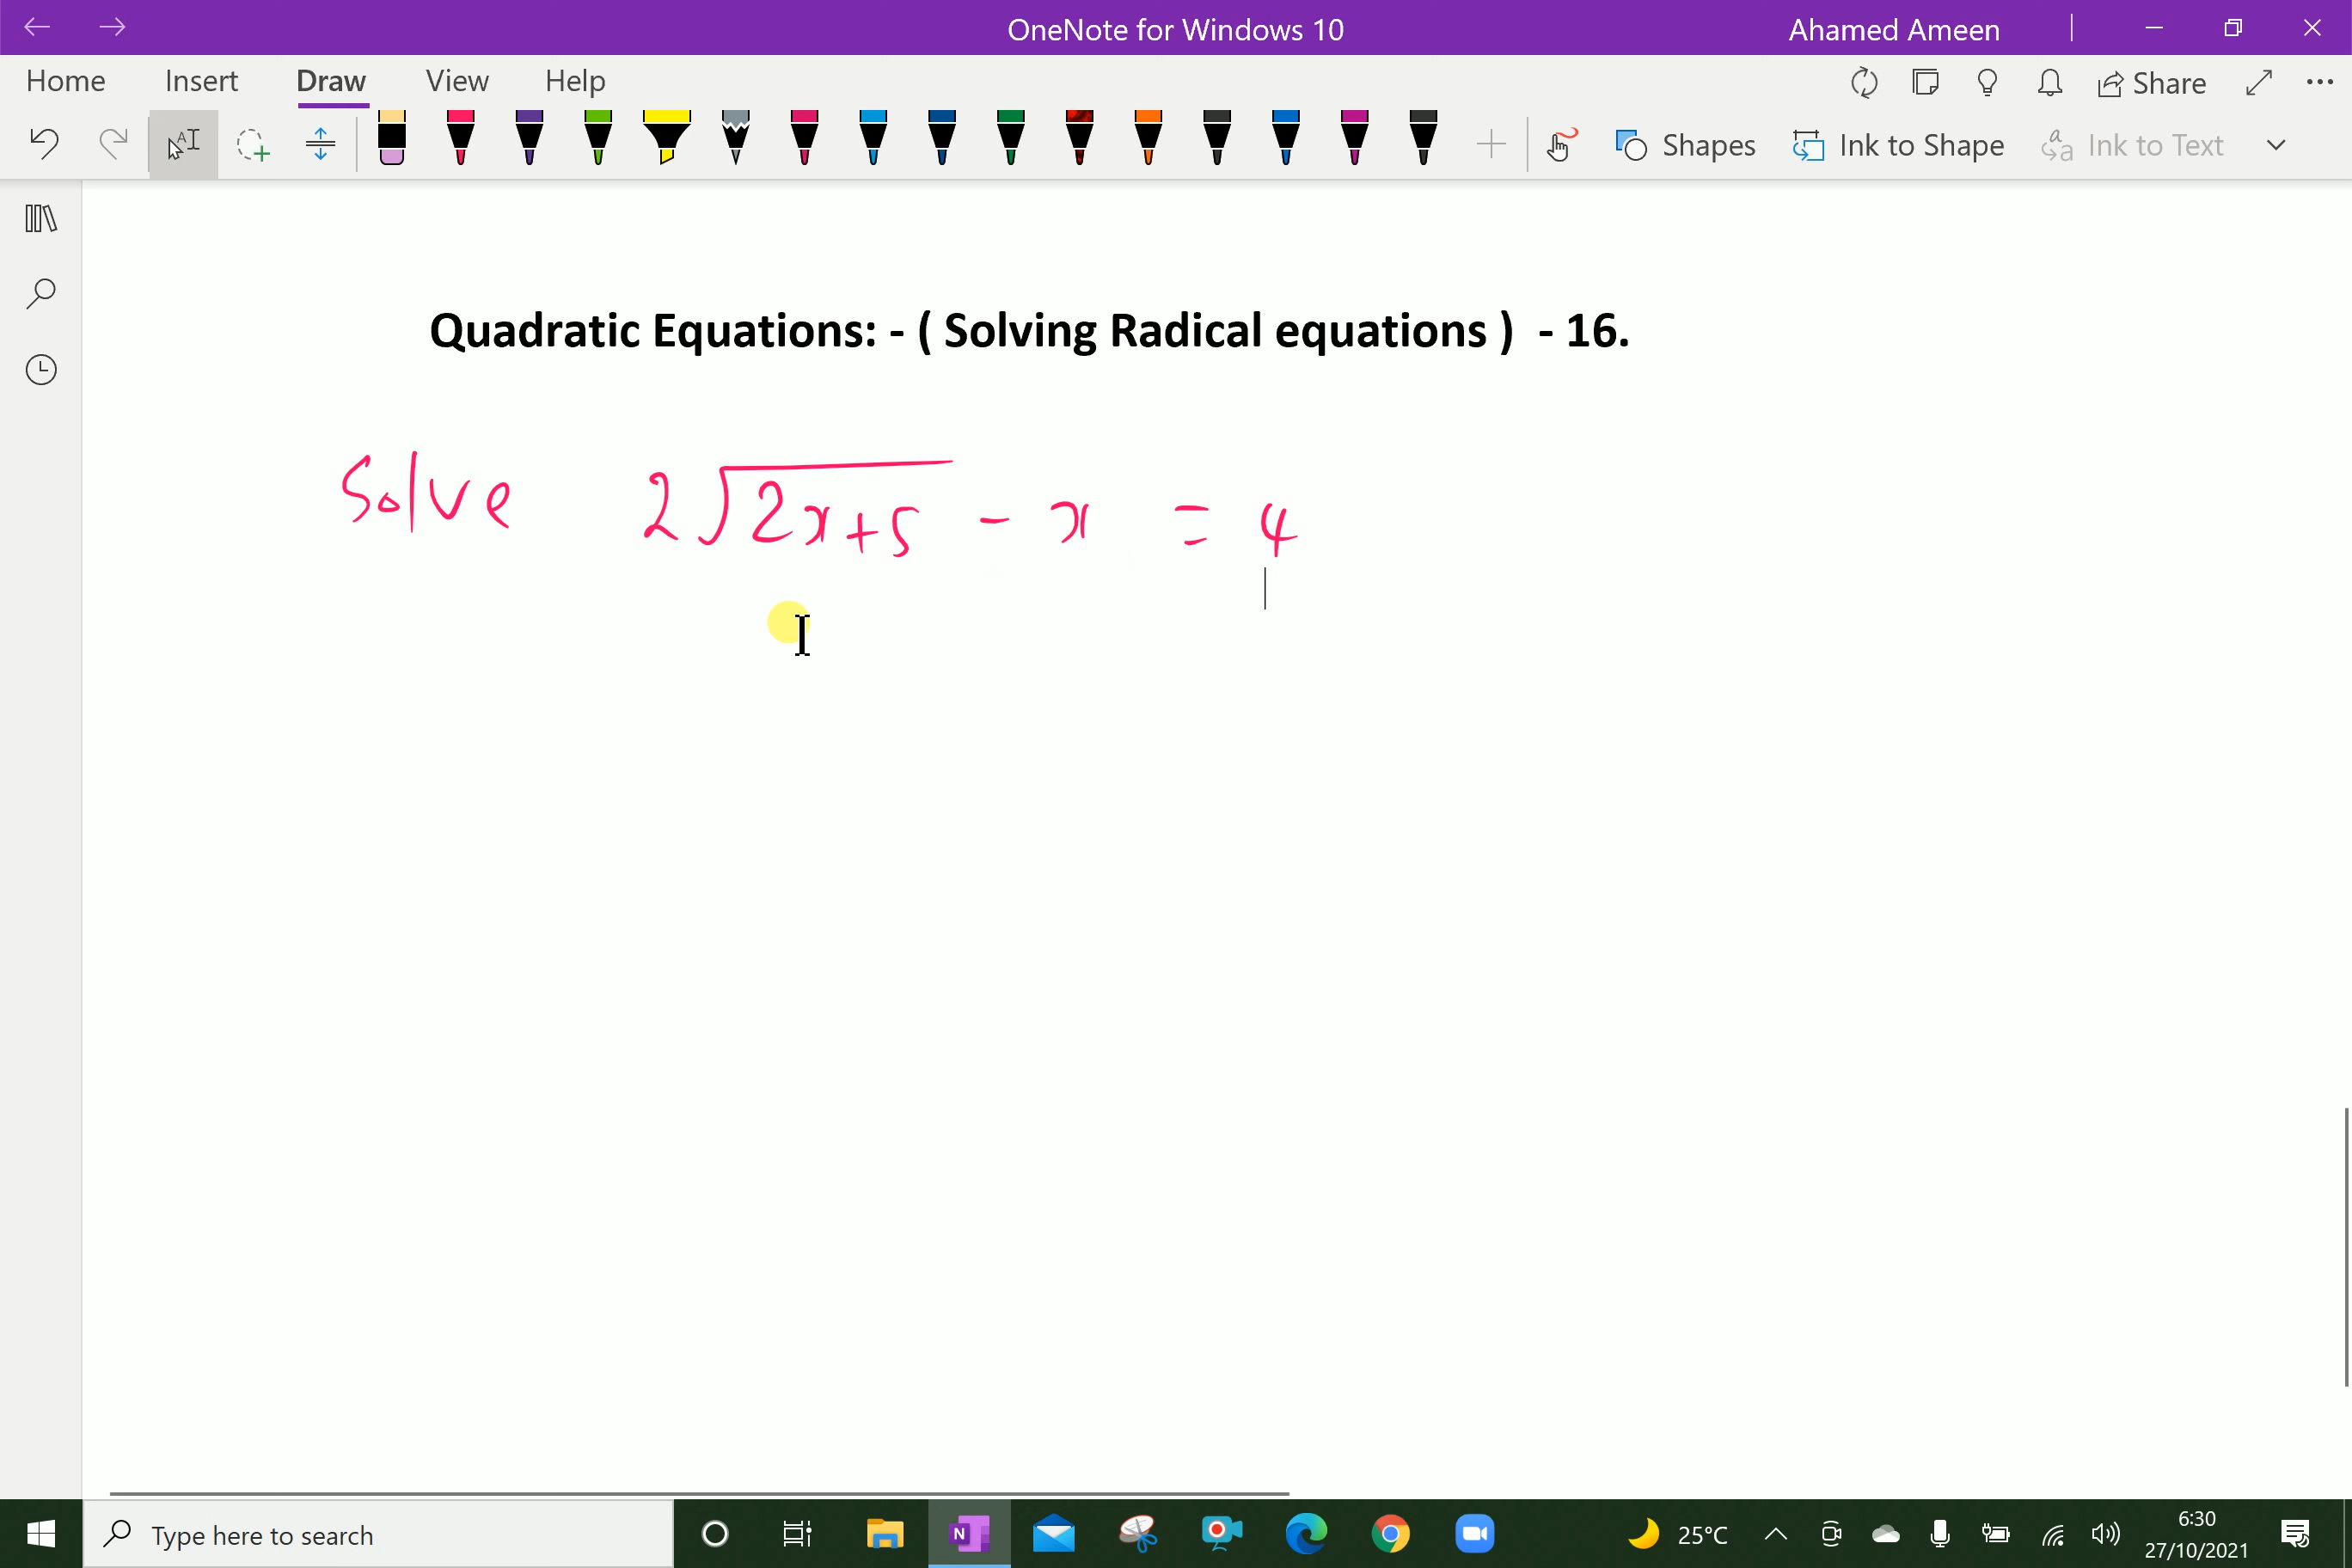 OneNote for Windows 10 Ahamed Ameen
Home Insert Draw View Help Share
Shapes Ink to Shape Ink to Text
Quadratic Equations: - ( Solving Radical equations ) - 16.
Solve 2√(2x+5) - x = 4
Type here to search 25°C 6:30
27/10/2021